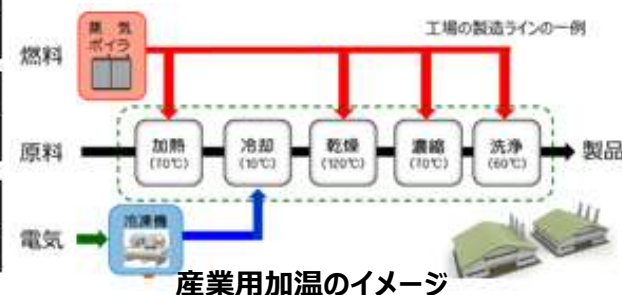 工場の製造ラインの一例
燃料
蒸気
ボイラ
原料
加熱
(70℃)
冷却
(10℃)
乾燥
(120℃)
濃縮
(70℃)
洗浄
(60℃)
製品
電気
冷凍機
産業用加温のイメージ